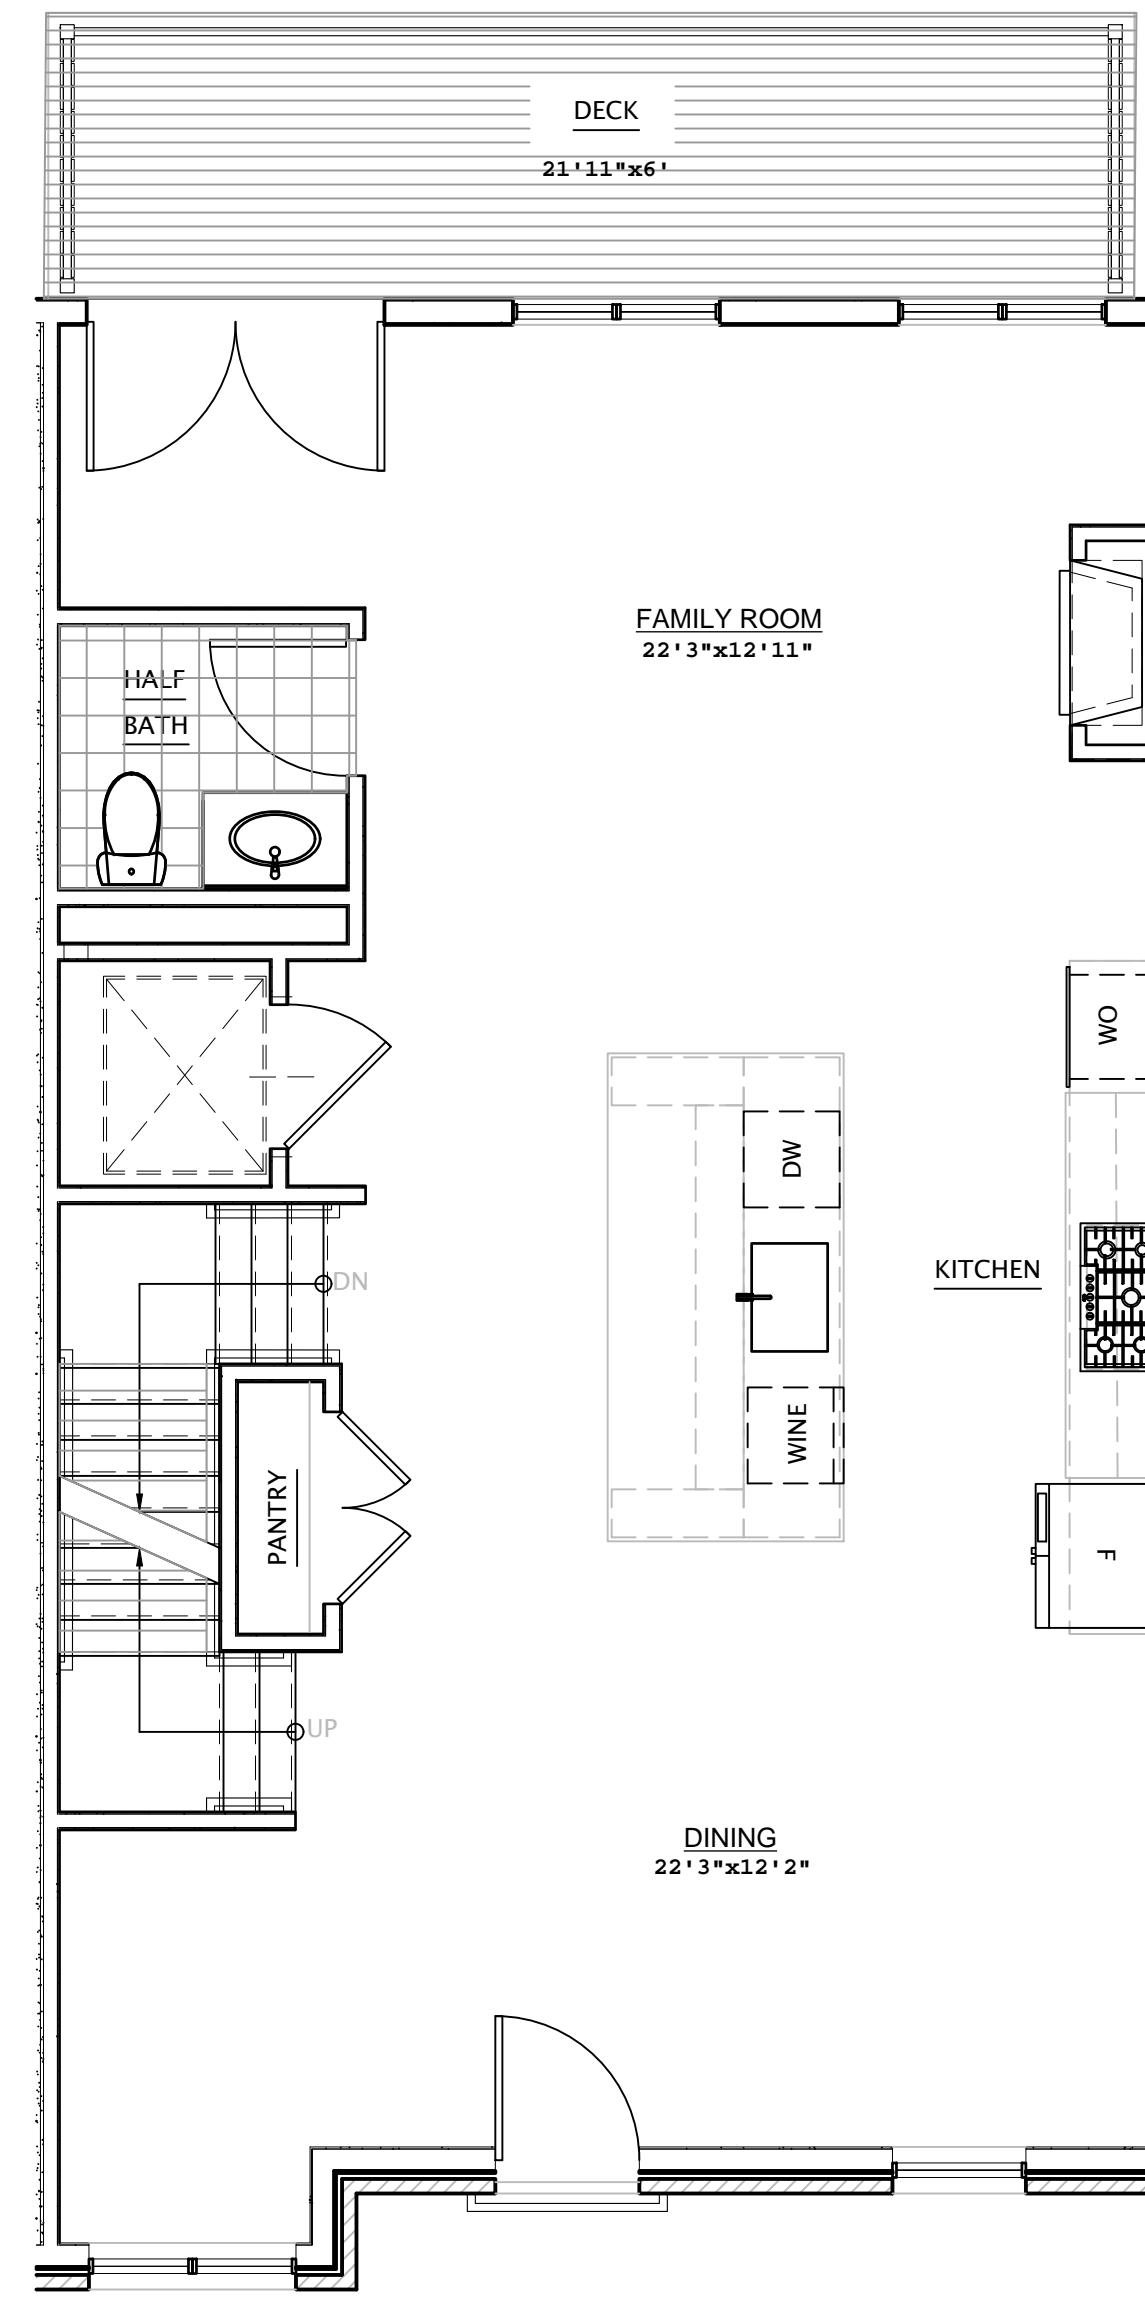 DECK
21'11"x6'
FAMILY ROOM
22'3"x12'11"
HALF
BATH
WO
DW
KITCHEN
DN
WINE
PANTRY
F
UP
DINING
22'3"x12'2"